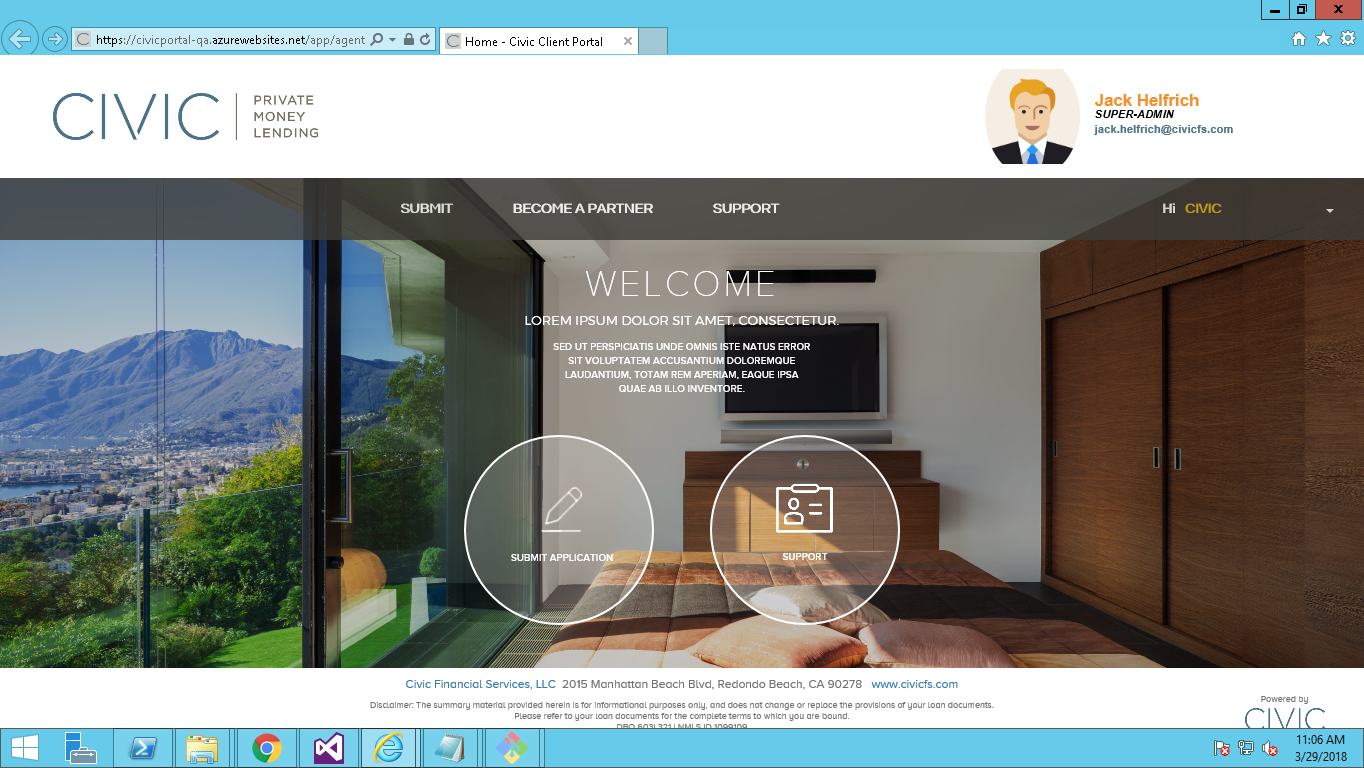 https://civicportal-qa.azurewebsites.net/app/agent
Home - Civic Client Portal
CIVIC
PRIVATE
MONEY
LENDING
Jack Helfrich
SUPER-ADMIN
jack.helfrich@civicfs.com
SUBMIT
BECOME A PARTNER
SUPPORT
Hi CIVIC
WELCOME
LOREM IPSUM DOLOR SIT AMET, CONSECTETUR.
SED UT PERSPICIATIS UNDE OMNIS ISTE NATUS ERROR
SIT VOLUPTATEM ACCUSANTIUM DOLOREMQUE
LAUDANTIUM, TOTAM REM APERIAM, EAQUE IPSA
QUAE AB ILLO INVENTORE.
SUBMIT APPLICATION
SUPPORT
Civic Financial Services, LLC 2015 Manhattan Beach Blvd, Redondo Beach, CA 90278 www.civicfs.com
Disclaimer: The summary material provided herein is for informational purposes only, and does not change or replace the provisions of your loan documents.
Please refer to your loan documents for the complete terms to which you are bound.
Powered by
CIVIC
11:06 AM
3/29/2018